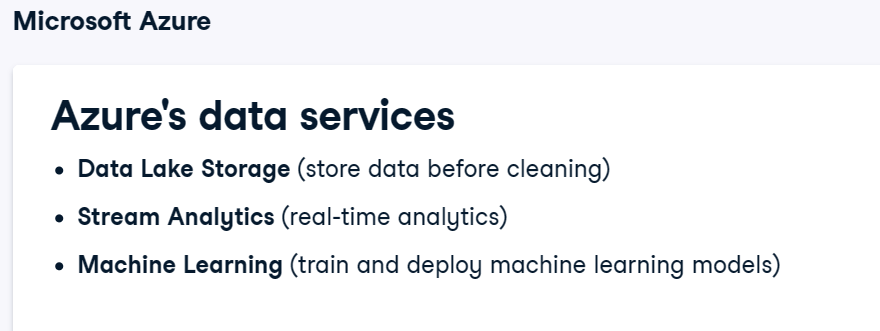 Microsoft Azure
Azure's data services
• Data Lake Storage (store data before cleaning)
• Stream Analytics (real-time analytics)
• Machine Learning (train and deploy machine learning models)